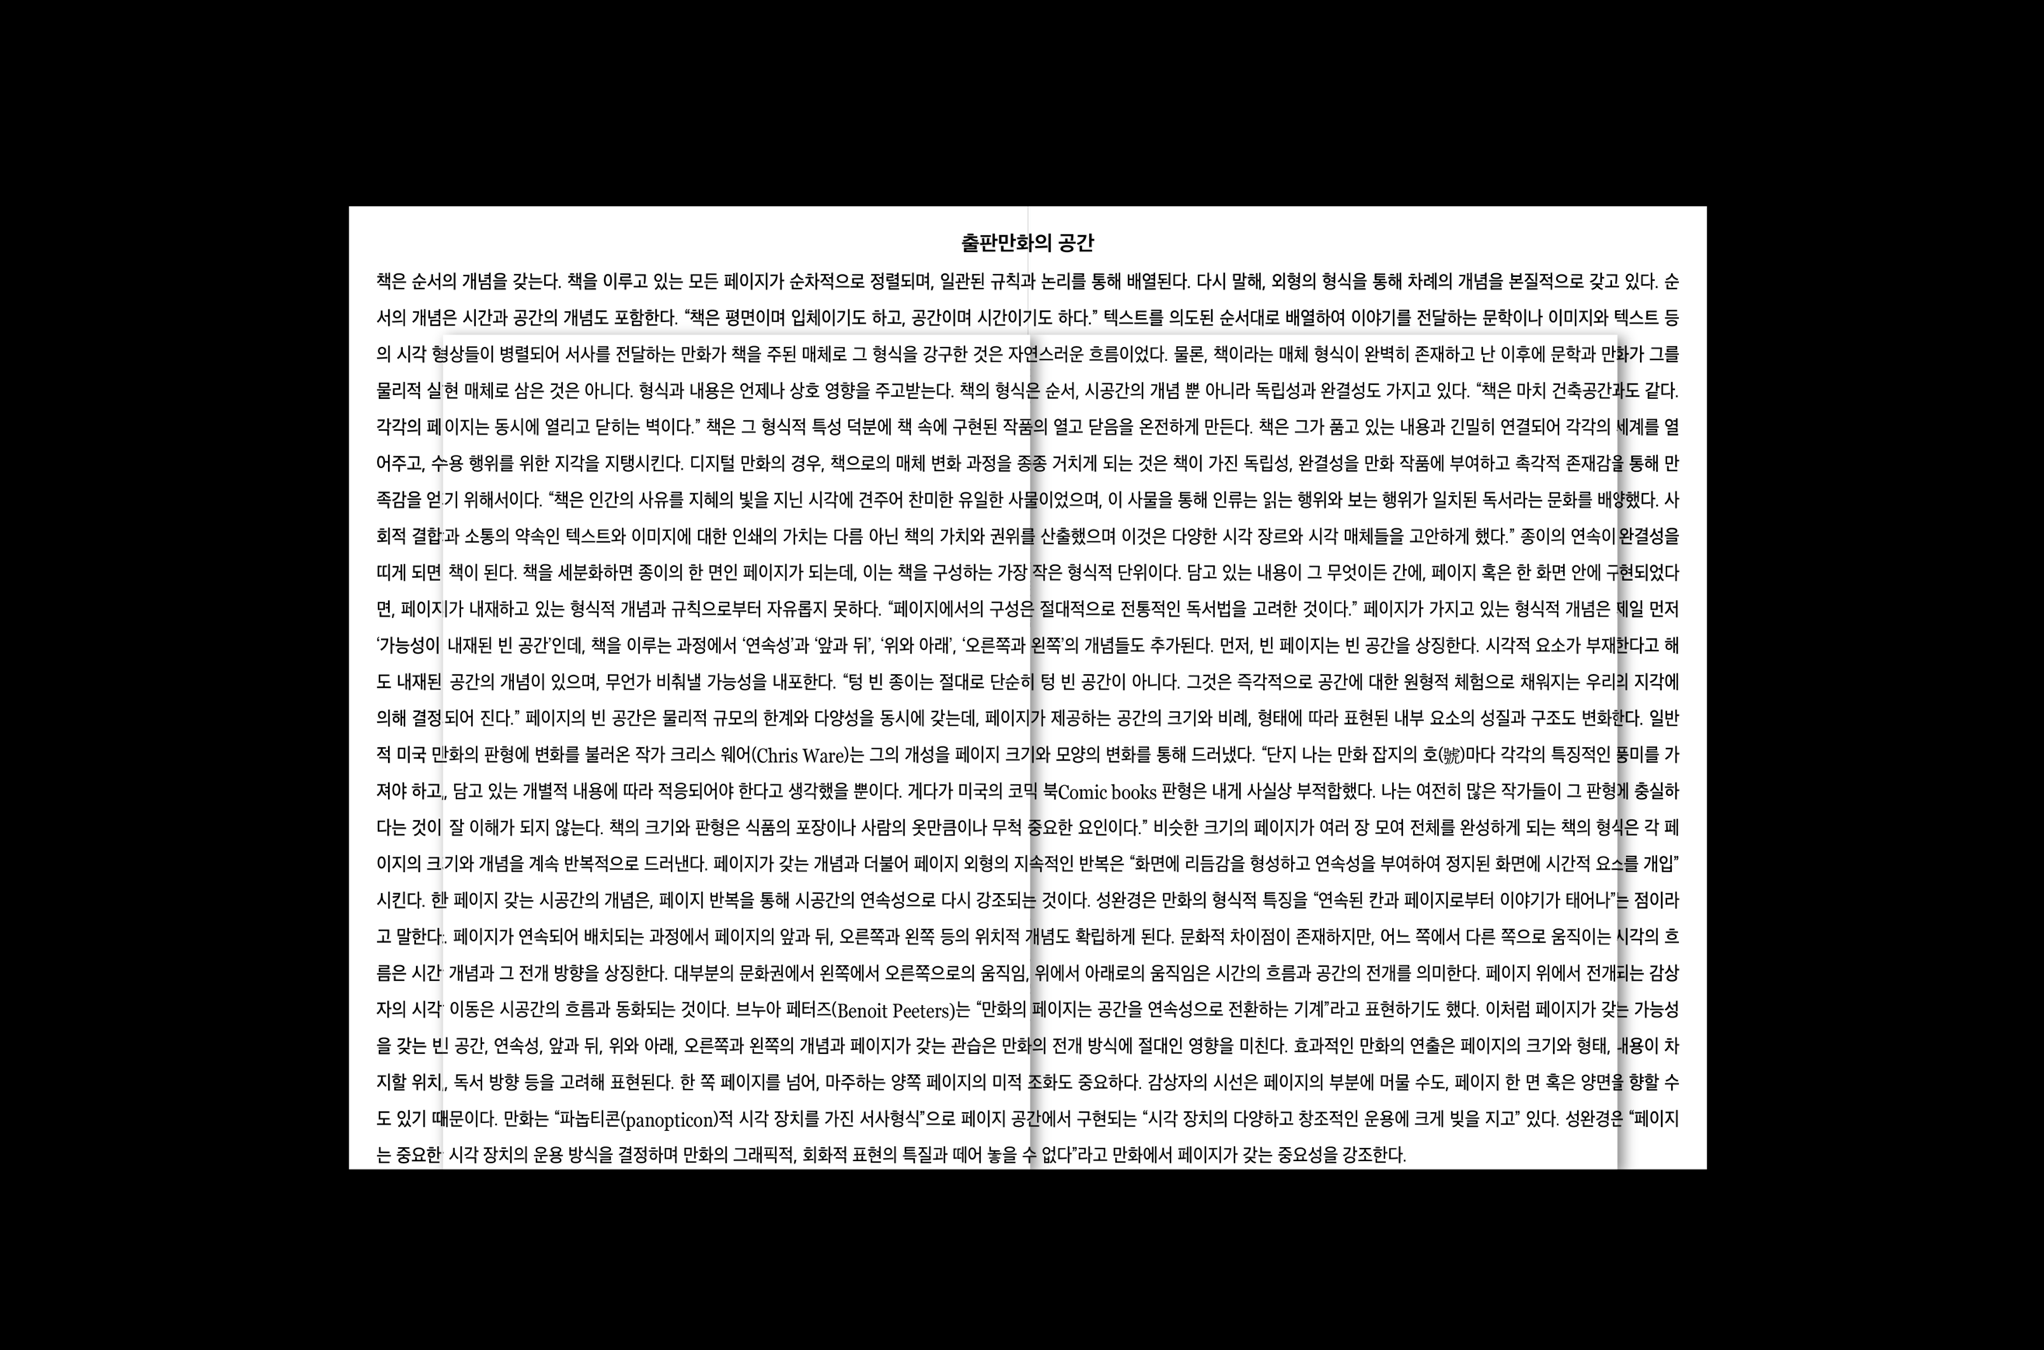 출판만화의 공간
책은 순서의 개념을 갖는다. 책을 이루고 있는 모든 페이지가 순차적으로 정렬되며, 일관된 규칙과 논리를 통해 배열된다. 다시 말해, 외형의 형식을 통해 차례의 개념을 본질적으로 갖고 있다. 순
서의 개념은 시간과 공간의 개념도 포함한다. “책은 평면이며 입체이기도 하고, 공간이며 시간이기도 하다.” 텍스트를 의도된 순서대로 배열하여 이야기를 전달하는 문학이나 이미지와 텍스트 등
의 시각 형상들이 병렬되어 서사를 전달하는 만화가 책을 주된 매체로 그 형식을 강구한 것은 자연스러운 흐름이었다. 물론, 책이라는 매체 형식이 완벽히 존재하고 난 이후에 문학과 만화가 그를
물리적 실현 매체로 삼은 것은 아니다. 형식과 내용은 언제나 상호 영향을 주고받는다. 책의 형식은 순서, 시공간의 개념 뿐 아니라 독립성과 완결성도 가지고 있다. “책은 마치 건축공간과도 같다.
각각의 페이지는 동시에 열리고 닫히는 벽이다.” 책은 그 형식적 특성 덕분에 책 속에 구현된 작품의 열고 닫음을 온전하게 만든다. 책은 그가 품고 있는 내용과 긴밀히 연결되어 각각의 세계를 열
어주고, 수용 행위를 위한 지각을 지탱시킨다. 디지털 만화의 경우, 책으로의 매체 변화 과정을 종종 거치게 되는 것은 책이 가진 독립성, 완결성을 만화 작품에 부여하고 촉각적 존재감을 통해 만
족감을 얻기 위해서이다. “책은 인간의 사유를 지혜의 빛을 지닌 시각에 견주어 찬미한 유일한 사물이었으며, 이 사물을 통해 인류는 읽는 행위와 보는 행위가 일치된 독서라는 문화를 배양했다. 사
회적 결합과 소통의 약속인 텍스트와 이미지에 대한 인쇄의 가치는 다름 아닌 책의 가치와 권위를 산출했으며 이것은 다양한 시각 장르와 시각 매체들을 고안하게 했다.” 종이의 연속이 완결성을
띠게 되면 책이 된다. 책을 세분화하면 종이의 한 면인 페이지가 되는데, 이는 책을 구성하는 가장 작은 형식적 단위이다. 담고 있는 내용이 그 무엇이든 간에, 페이지 혹은 한 화면 안에 구현되었다
면, 페이지가 내재하고 있는 형식적 개념과 규칙으로부터 자유롭지 못하다. “페이지에서의 구성은 절대적으로 전통적인 독서법을 고려한 것이다.” 페이지가 가지고 있는 형식적 개념은 제일 먼저
‘가능성이 내재된 빈 공간’인데, 책을 이루는 과정에서 ‘연속성’과 ‘앞과 뒤’, ‘위와 아래’, ‘오른쪽과 왼쪽’의 개념들도 추가된다. 먼저, 빈 페이지는 빈 공간을 상징한다. 시각적 요소가 부재한다고 해
도 내재된 공간의 개념이 있으며, 무언가 비춰낼 가능성을 내포한다. “텅 빈 종이는 절대로 단순히 텅 빈 공간이 아니다. 그것은 즉각적으로 공간에 대한 원형적 체험으로 채워지는 우리의 지각에
의해 결정되어 진다.” 페이지의 빈 공간은 물리적 규모의 한계와 다양성을 동시에 갖는데, 페이지가 제공하는 공간의 크기와 비례, 형태에 따라 표현된 내부 요소의 성질과 구조도 변화한다. 일반
적 미국 만화의 판형에 변화를 불러온 작가 크리스 웨어(Chris Ware)는 그의 개성을 페이지 크기와 모양의 변화를 통해 드러냈다. “단지 나는 만화 잡지의 호(號)마다 각각의 특징적인 풍미를 가
져야 하고, 담고 있는 개별적 내용에 따라 적응되어야 한다고 생각했을 뿐이다. 게다가 미국의 코믹 북Comic books 판형은 내게 사실상 부적합했다. 나는 여전히 많은 작가들이 그 판형에 충실하
다는 것이 잘 이해가 되지 않는다. 책의 크기와 판형은 식품의 포장이나 사람의 옷만큼이나 무척 중요한 요인이다.” 비슷한 크기의 페이지가 여러 장 모여 전체를 완성하게 되는 책의 형식은 각 페
이지의 크기와 개념을 계속 반복적으로 드러낸다. 페이지가 갖는 개념과 더불어 페이지 외형의 지속적인 반복은 “화면에 리듬감을 형성하고 연속성을 부여하여 정지된 화면에 시간적 요소를 개입”
시킨다. 한 페이지 갖는 시공간의 개념은, 페이지 반복을 통해 시공간의 연속성으로 다시 강조되는 것이다. 성완경은 만화의 형식적 특징을 “연속된 칸과 페이지로부터 이야기가 태어나”는 점이라
고 말한다. 페이지가 연속되어 배치되는 과정에서 페이지의 앞과 뒤, 오른쪽과 왼쪽 등의 위치적 개념도 확립하게 된다. 문화적 차이점이 존재하지만, 어느 쪽에서 다른 쪽으로 움직이는 시각의 흐
름은 시간 개념과 그 전개 방향을 상징한다. 대부분의 문화권에서 왼쪽에서 오른쪽으로의 움직임, 위에서 아래로의 움직임은 시간의 흐름과 공간의 전개를 의미한다. 페이지 위에서 전개되는 감상
자의 시각 이동은 시공간의 흐름과 동화되는 것이다. 브누아 페터즈(Benoit Peeters)는 “만화의 페이지는 공간을 연속성으로 전환하는 기계”라고 표현하기도 했다. 이처럼 페이지가 갖는 가능성
을 갖는 빈 공간, 연속성, 앞과 뒤, 위와 아래, 오른쪽과 왼쪽의 개념과 페이지가 갖는 관습은 만화의 전개 방식에 절대인 영향을 미친다. 효과적인 만화의 연출은 페이지의 크기와 형태, 내용이 차
지할 위치, 독서 방향 등을 고려해 표현된다. 한 쪽 페이지를 넘어, 마주하는 양쪽 페이지의 미적 조화도 중요하다. 감상자의 시선은 페이지의 부분에 머물 수도, 페이지 한 면 혹은 양면을 향할 수
도 있기 때문이다. 만화는 “파놉티콘(panopticon)적 시각 장치를 가진 서사형식”으로 페이지 공간에서 구현되는 “시각 장치의 다양하고 창조적인 운용에 크게 빚을 지고” 있다. 성완경은 “페이지
는 중요한 시각 장치의 운용 방식을 결정하며 만화의 그래픽적, 회화적 표현의 특질과 떼어 놓을 수 없다”라고 만화에서 페이지가 갖는 중요성을 강조한다.